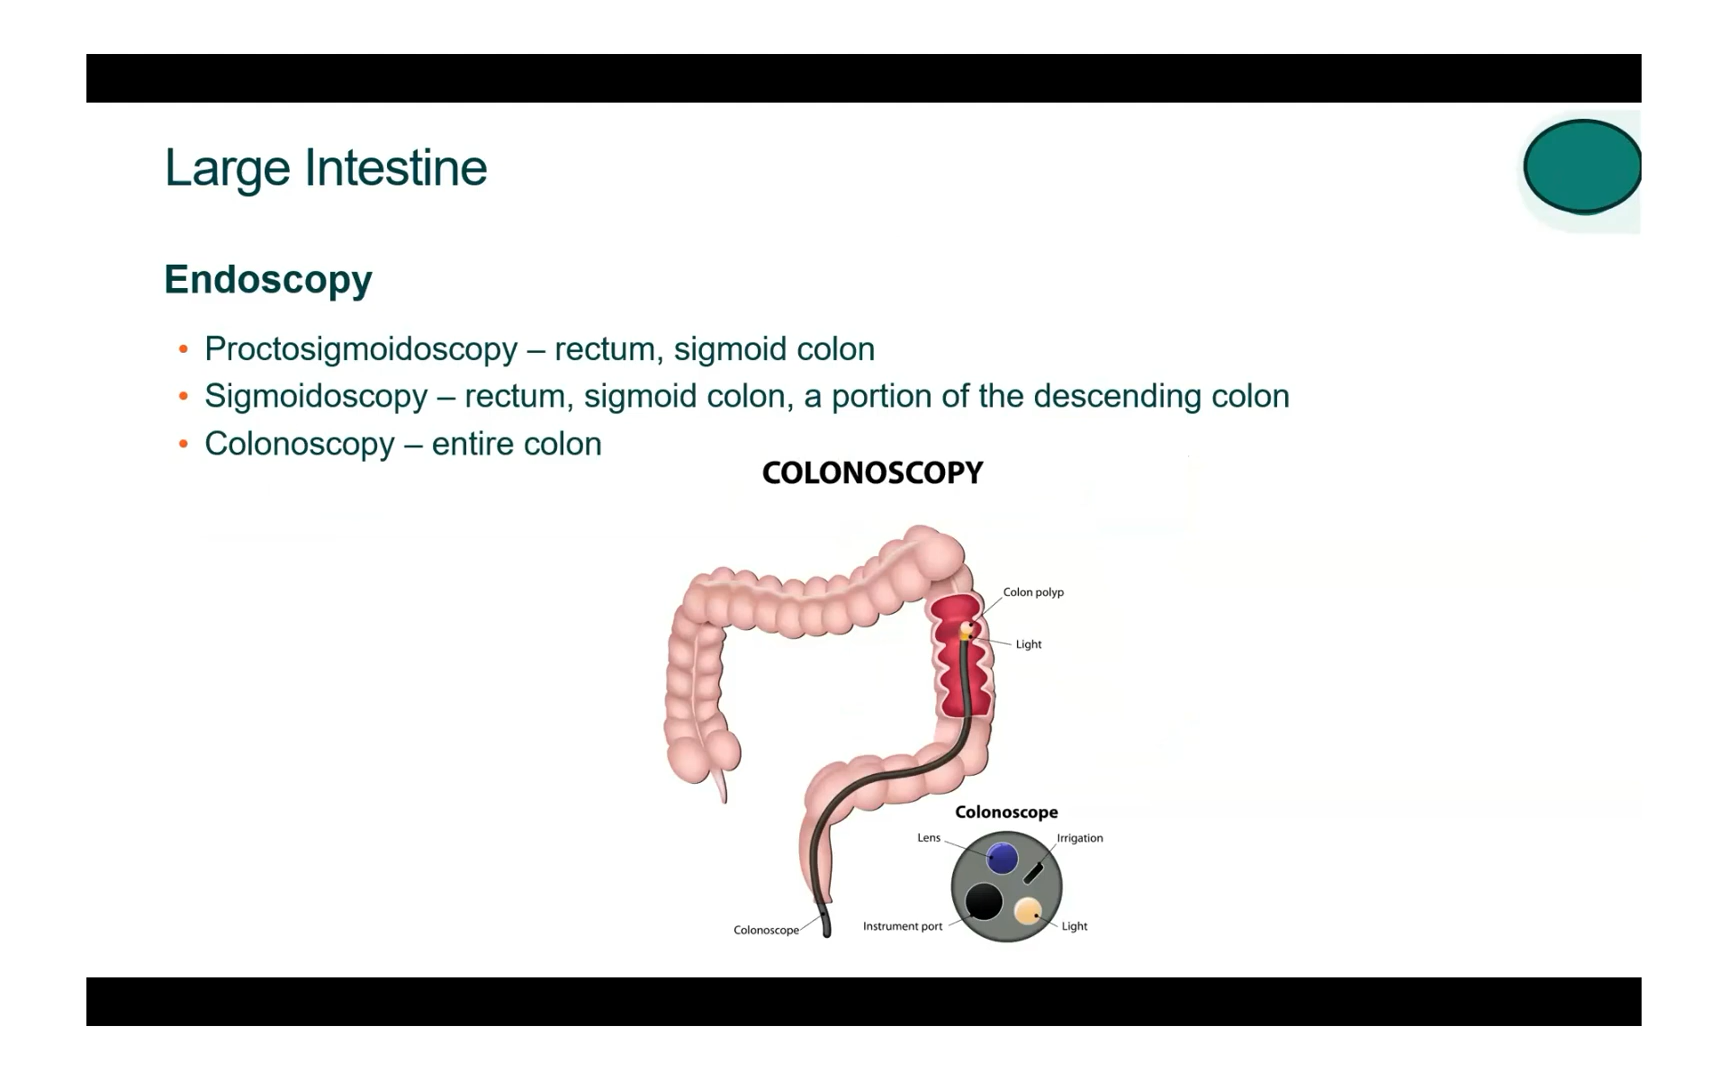 Large Intestine
Endoscopy
• Proctosigmoidoscopy – rectum, sigmoid colon
• Sigmoidoscopy – rectum, sigmoid colon, a portion of the descending colon
• Colonoscopy – entire colon
COLONOSCOPY
Colon polyp
Light
Colonoscope
Lens
Irrigation
Instrument port
Light
Colonoscope